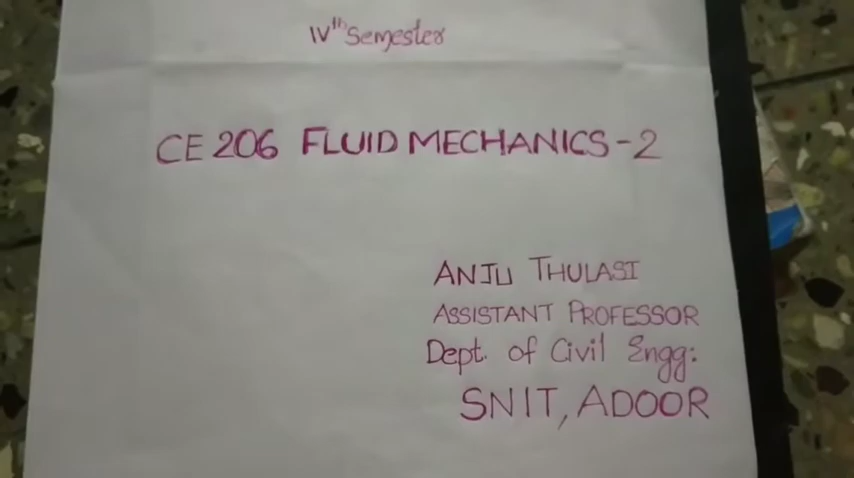 IVth Semester
CE 206 FLUID MECHANICS-2
ANJU THULASI
ASSISTANT PROFESSOR
Dept. of Civil Engg:
SNIT, ADOOR